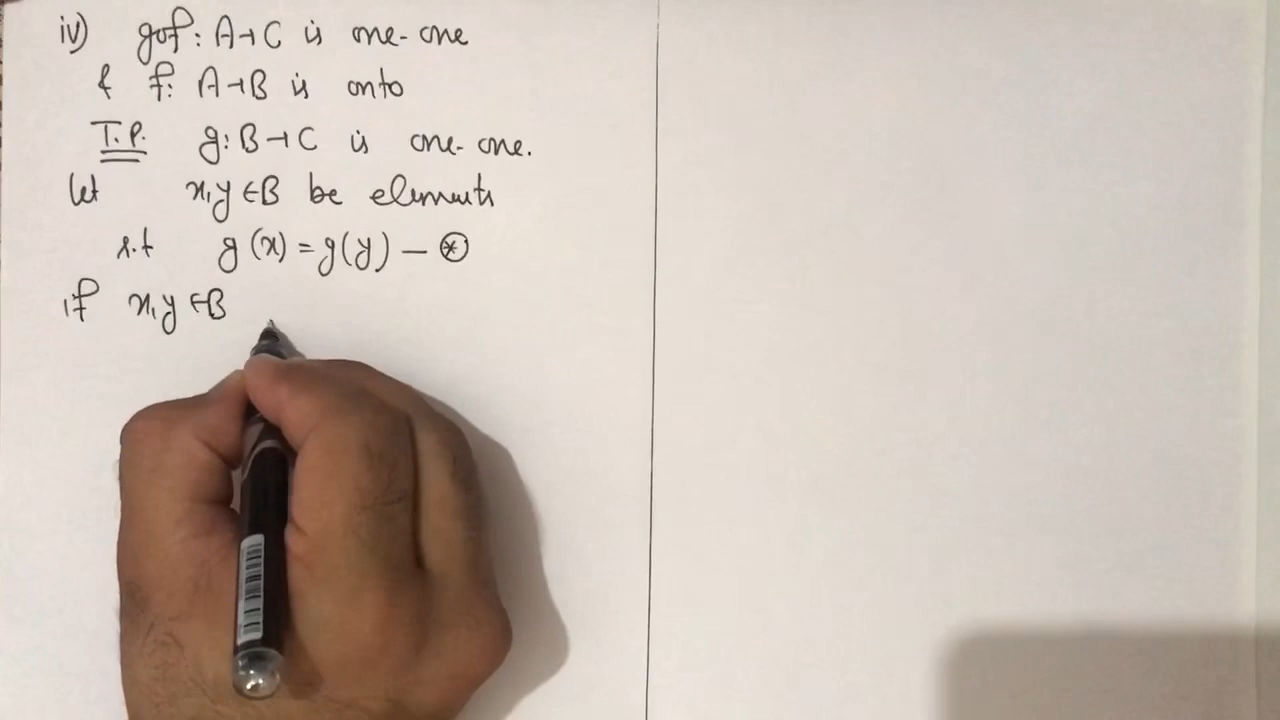 iv) gof: A→C is one-one
& f: A→B is onto
T.P. g: B→C is one-one.
let x,y ∈ B be elements
s.t g(x) = g(y) — ⊛
if x,y ∈ B